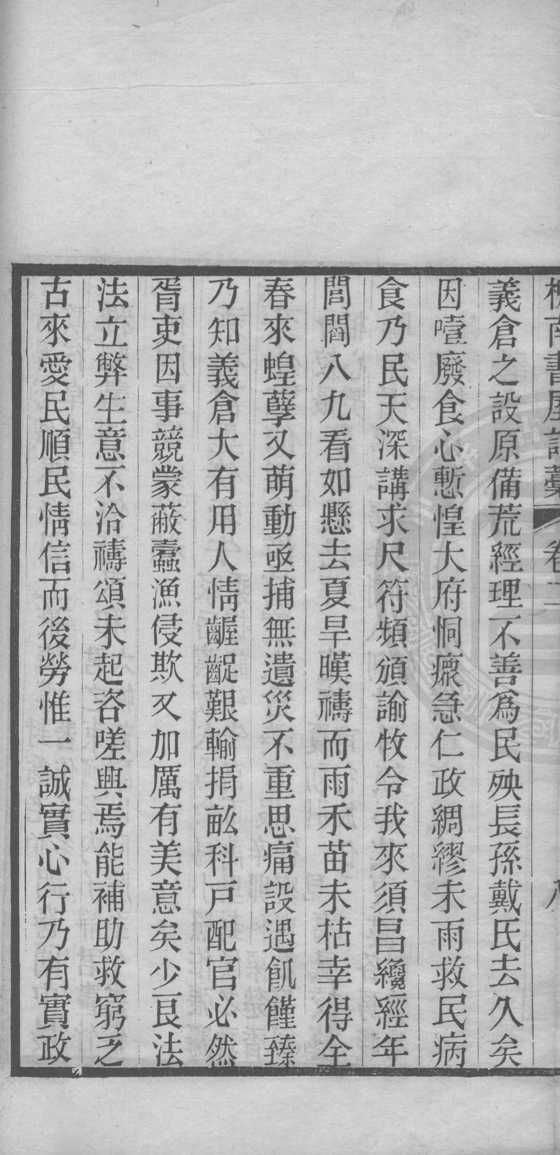 南書屋詩
義倉之設原備荒經理不善爲民殃長孫戴氏去久矣
因噎廢食心慙惶大府恫瘝急仁政綢繆未雨救民病
食乃民天深講求尺符頻頒諭牧令我來須昌纔經年
閭閻八九看如懸去夏旱暵禱而雨禾苗未枯幸得全
春來蝗孽又萌動亟捕無遺災不重思痛設遇飢饉臻
乃知義倉大有用人情齷齪艱輸捐畝科戸配官必然
胥吏因事競蒙蔽蠹漁侵欺又加厲有美意矣少良法
法立弊生意不洽禱頌未起咨嗟與焉能補助救窮之
古來愛民順民情信而後勞惟一誠實心行乃有實政